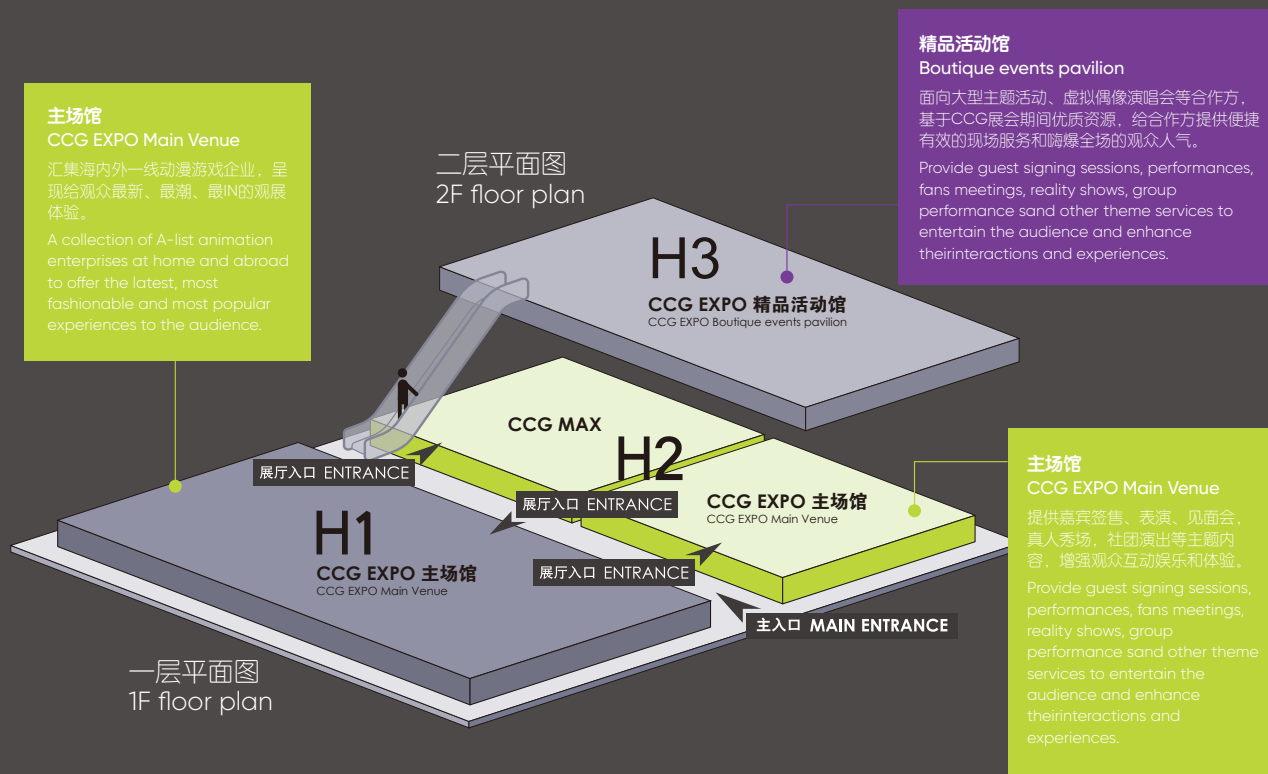 主场馆
CCG EXPO Main Venue
汇集海内外一线动漫游戏企业，呈
现给观众最新、最潮、最IN的观展
体验。
A collection of A-list animation
enterprises at home and abroad
to offer the latest, most
fashionable and most popular
experiences to the audience.
二层平面图
2F floor plan
精品活动馆
Boutique events pavilion
面向大型主题活动、虚拟偶像演唱会等合作方，
基于CCG展会期间优质资源，给合作方提供便捷
有效的现场服务和嗨爆全场的观众人气。
Provide guest signing sessions, performances,
fans meetings, reality shows, group
performance sand other theme services to
entertain the audience and enhance
theirinteractions and experiences.
H3
CCG EXPO 精品活动馆
CCG EXPO Boutique events pavilion
CCG MAX
H2
CCG EXPO 主场馆
CCG EXPO Main Venue
展厅入口 ENTRANCE
展厅入口 ENTRANCE
展厅入口 ENTRANCE
主入口 MAIN ENTRANCE
H1
CCG EXPO 主场馆
CCG EXPO Main Venue
一层平面图
1F floor plan
主场馆
CCG EXPO Main Venue
提供嘉宾签售、表演、见面会，
真人秀场，社团演出等主题内
容，增强观众互动娱乐和体验。
Provide guest signing sessions,
performances, fans meetings,
reality shows, group
performance sand other theme
services to entertain the
audience and enhance
theirinteractions and
experiences.